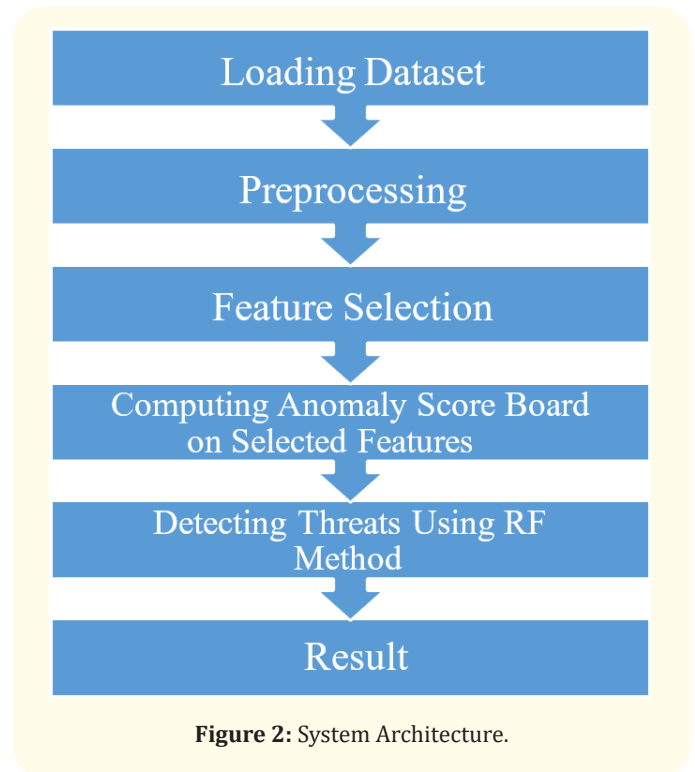 Loading Dataset
Preprocessing
Feature Selection
Computing Anomaly Score Board
on Selected Features
Detecting Threats Using RF
Method
Result
Figure 2: System Architecture.